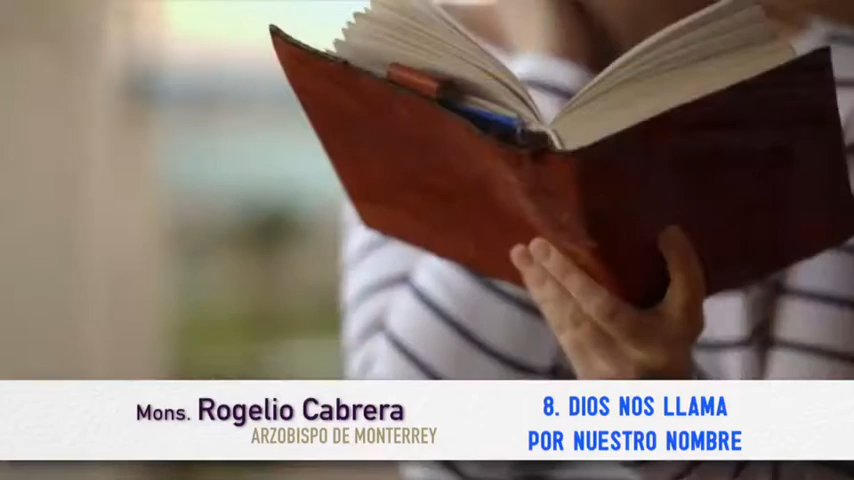 Mons. Rogelio Cabrera
ARZOBISPO DE MONTERREY
8. DIOS NOS LLAMA
POR NUESTRO NOMBRE